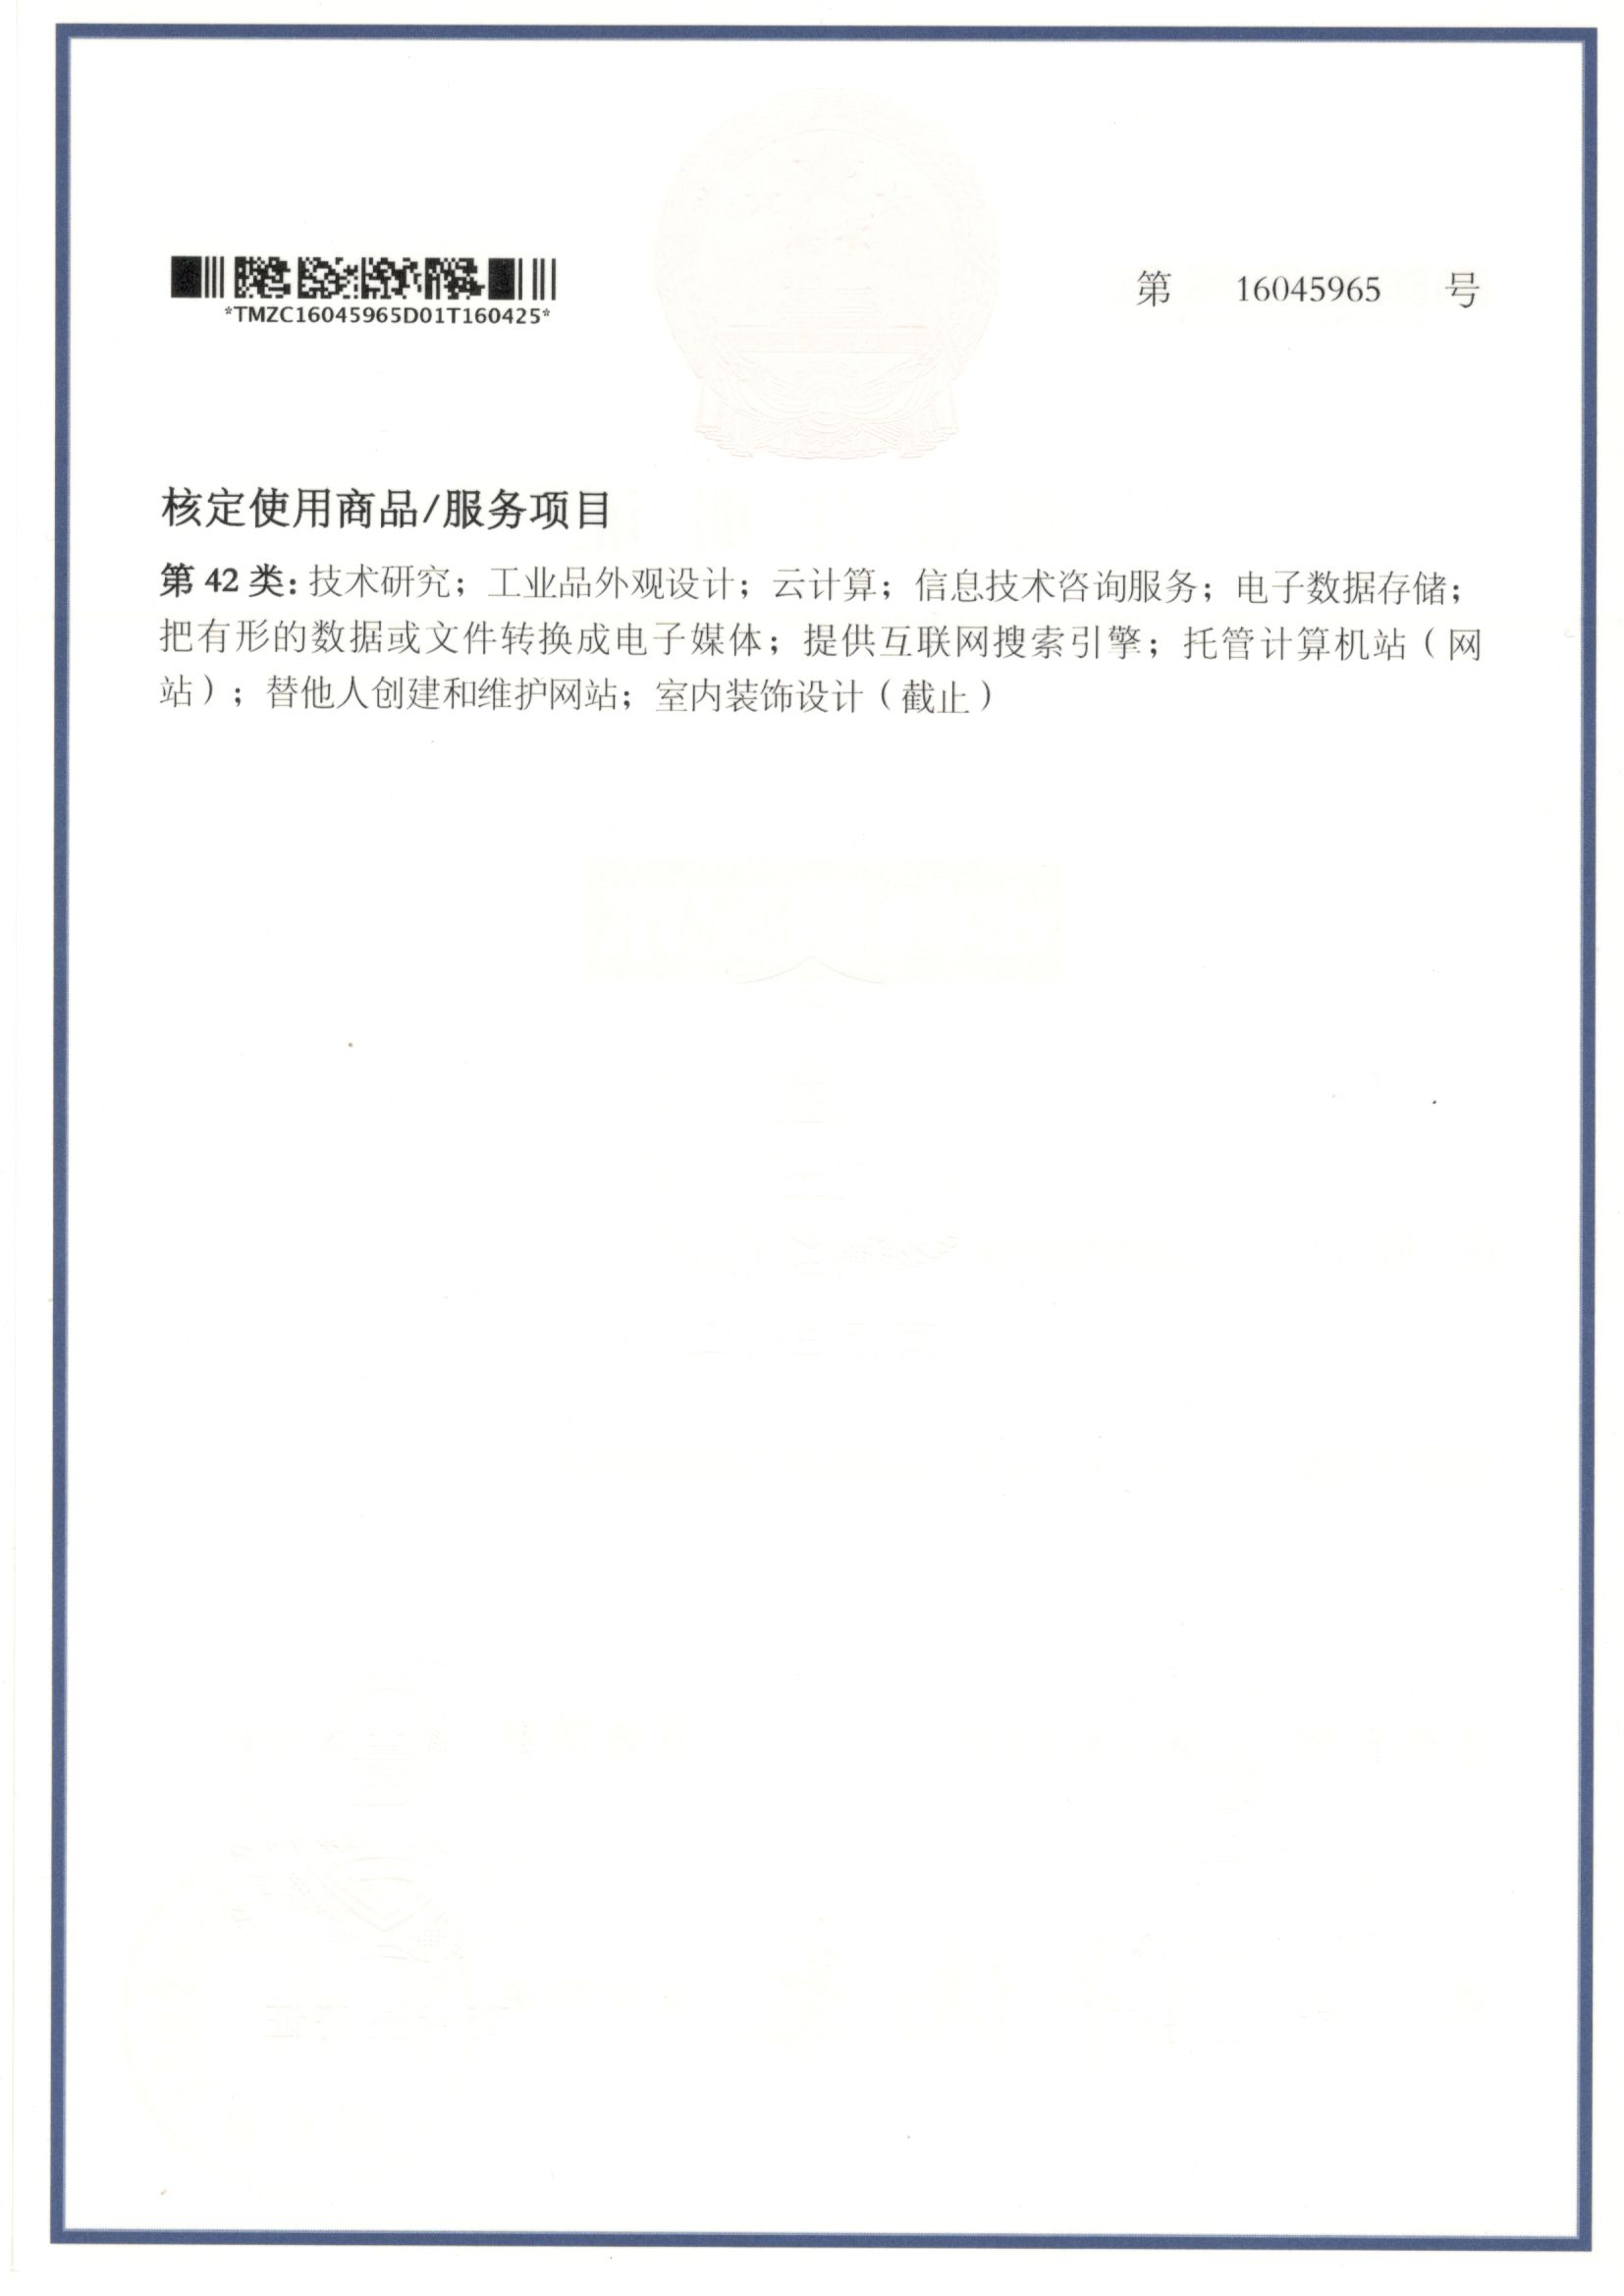 *TMZC16045965D01T160425*
第 16045965 号
核定使用商品/服务项目
第 42 类：技术研究；工业品外观设计；云计算；信息技术咨询服务；电子数据存储；
把有形的数据或文件转换成电子媒体；提供互联网搜索引擎；托管计算机站（网
站）；替他人创建和维护网站；室内装饰设计（截止）